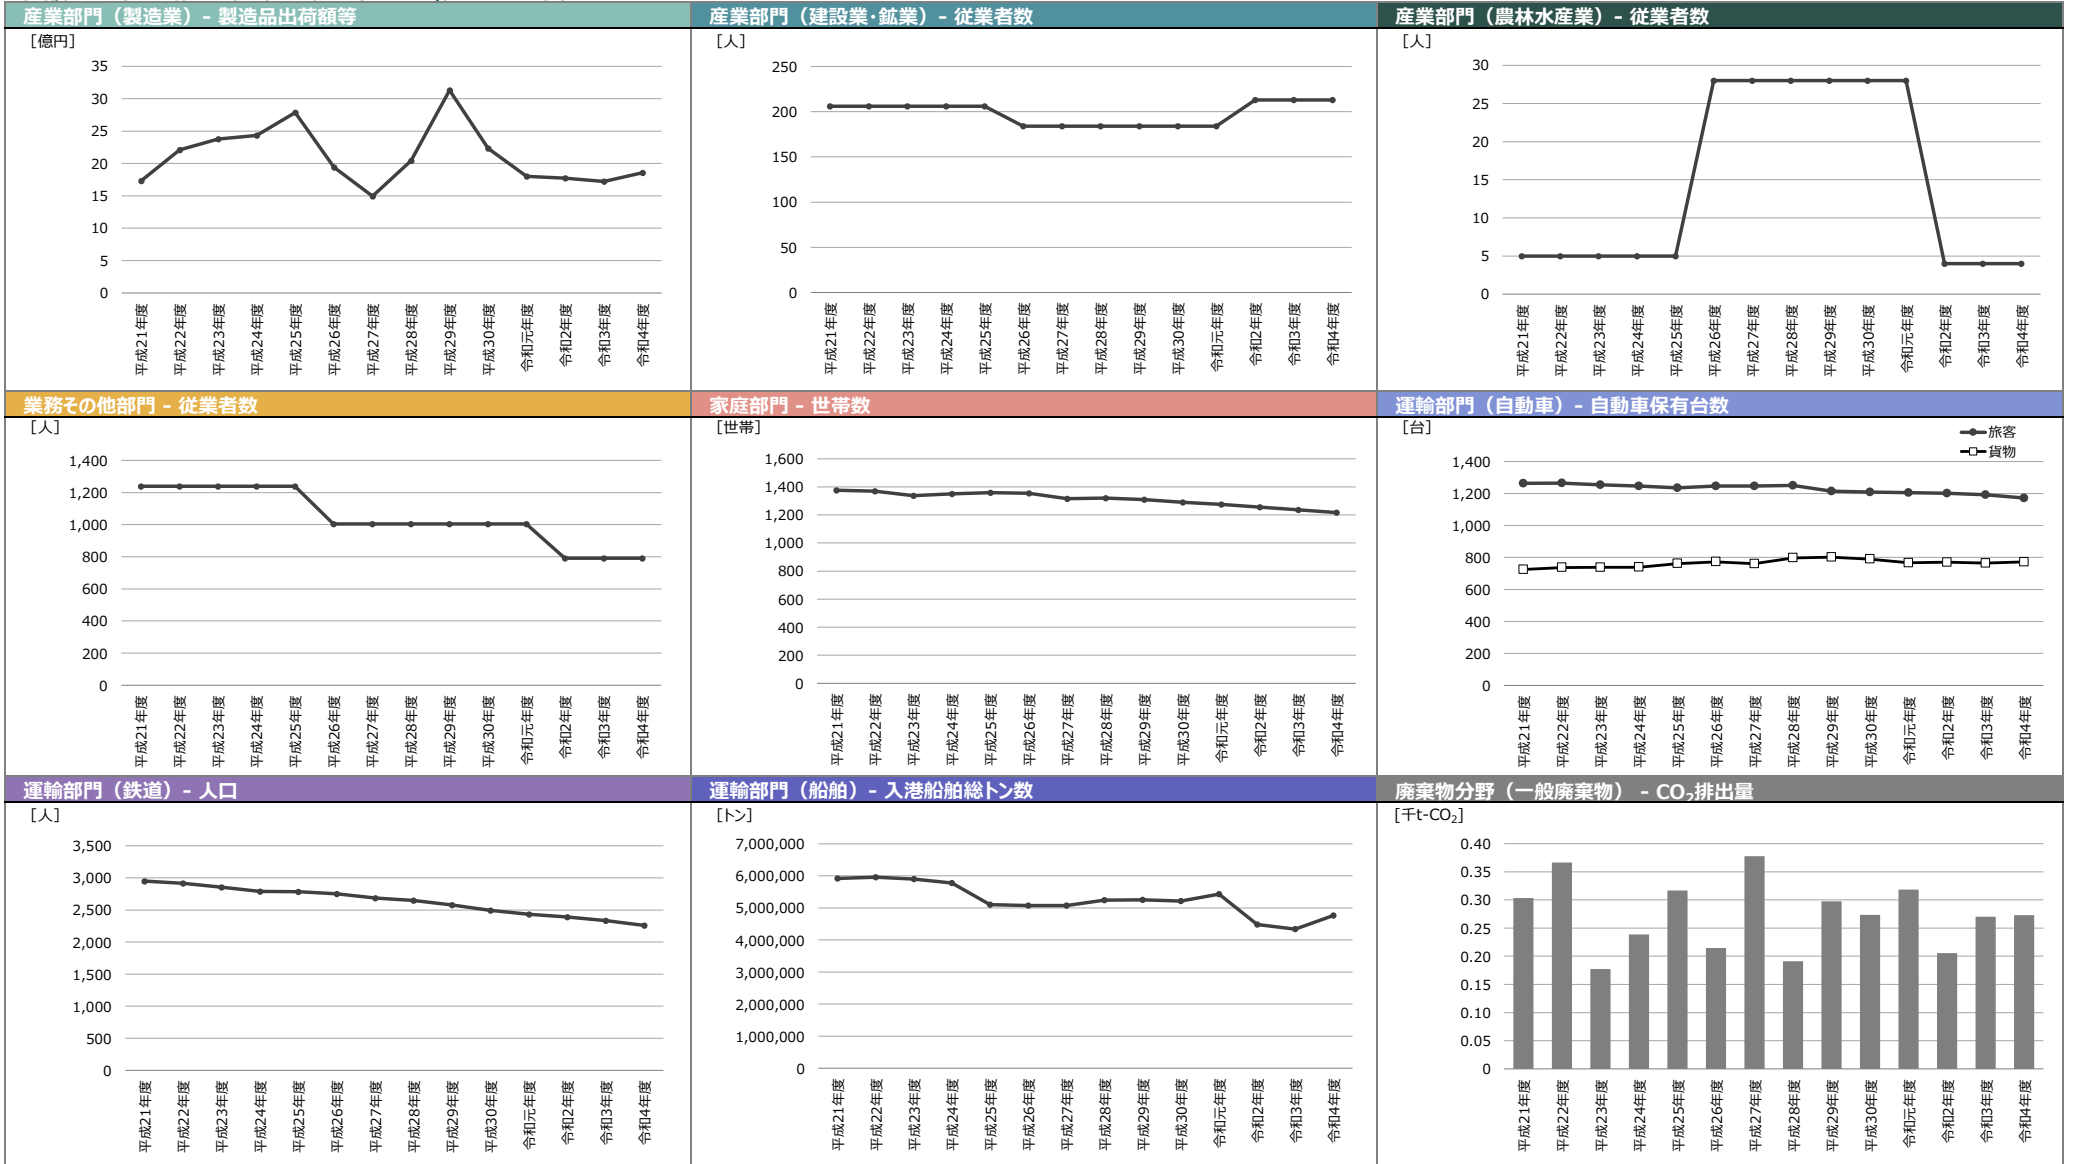 産業部門（製造業）- 製造品出荷額等
[億円]
35
30
25
20
15
10
5
0
平成21年度
平成22年度
平成23年度
平成24年度
平成25年度
平成26年度
平成27年度
平成28年度
平成29年度
平成30年度
令和元年度
令和2年度
令和3年度
令和4年度
産業部門（建設業･鉱業）- 従業者数
[人]
250
200
150
100
50
0
平成21年度
平成22年度
平成23年度
平成24年度
平成25年度
平成26年度
平成27年度
平成28年度
平成29年度
平成30年度
令和元年度
令和2年度
令和3年度
令和4年度
産業部門（農林水産業）- 従業者数
[人]
30
25
20
15
10
5
0
平成21年度
平成22年度
平成23年度
平成24年度
平成25年度
平成26年度
平成27年度
平成28年度
平成29年度
平成30年度
令和元年度
令和2年度
令和3年度
令和4年度
業務その他部門 - 従業者数
[人]
1,400
1,200
1,000
800
600
400
200
0
平成21年度
平成22年度
平成23年度
平成24年度
平成25年度
平成26年度
平成27年度
平成28年度
平成29年度
平成30年度
令和元年度
令和2年度
令和3年度
令和4年度
家庭部門 - 世帯数
[世帯]
1,600
1,400
1,200
1,000
800
600
400
200
0
平成21年度
平成22年度
平成23年度
平成24年度
平成25年度
平成26年度
平成27年度
平成28年度
平成29年度
平成30年度
令和元年度
令和2年度
令和3年度
令和4年度
運輸部門（自動車）- 自動車保有台数
[台]
旅客
貨物
1,400
1,200
1,000
800
600
400
200
0
平成21年度
平成22年度
平成23年度
平成24年度
平成25年度
平成26年度
平成27年度
平成28年度
平成29年度
平成30年度
令和元年度
令和2年度
令和3年度
令和4年度
運輸部門（鉄道）- 人口
[人]
3,500
3,000
2,500
2,000
1,500
1,000
500
0
平成21年度
平成22年度
平成23年度
平成24年度
平成25年度
平成26年度
平成27年度
平成28年度
平成29年度
平成30年度
令和元年度
令和2年度
令和3年度
令和4年度
運輸部門（船舶）- 入港船舶総トン数
[トン]
7,000,000
6,000,000
5,000,000
4,000,000
3,000,000
2,000,000
1,000,000
0
平成21年度
平成22年度
平成23年度
平成24年度
平成25年度
平成26年度
平成27年度
平成28年度
平成29年度
平成30年度
令和元年度
令和2年度
令和3年度
令和4年度
廃棄物分野（一般廃棄物） - CO₂排出量
[千t-CO₂]
0.40
0.35
0.30
0.25
0.20
0.15
0.10
0.05
0
平成21年度
平成22年度
平成23年度
平成24年度
平成25年度
平成26年度
平成27年度
平成28年度
平成29年度
平成30年度
令和元年度
令和2年度
令和3年度
令和4年度